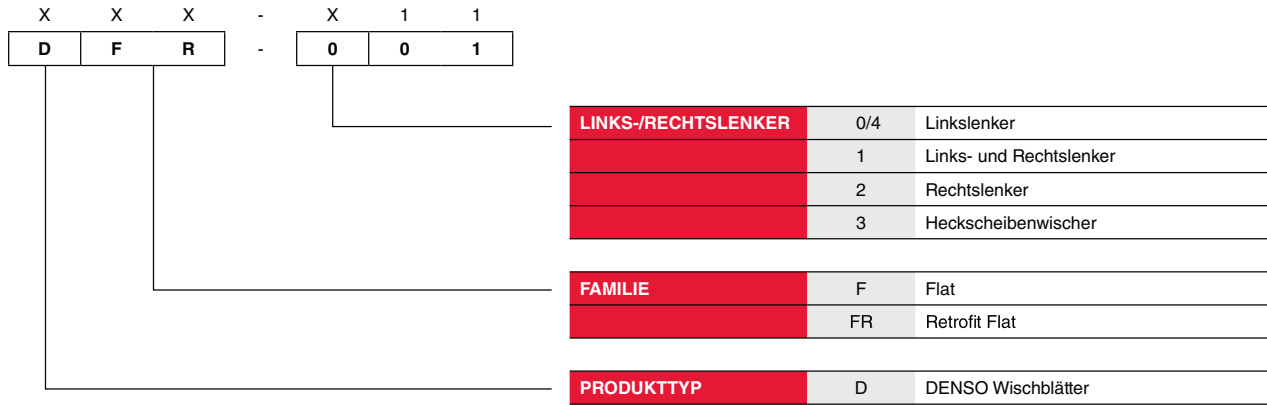 X X X - X 1 1
D F R - 0 0 1
LINKS-/RECHTSLENKER 0/4 Linkslenker
1 Links- und Rechtslenker
2 Rechtslenker
3 Heckscheibenwischer
FAMILIE F Flat
FR Retrofit Flat
PRODUKTTYP D DENSO Wischblätter